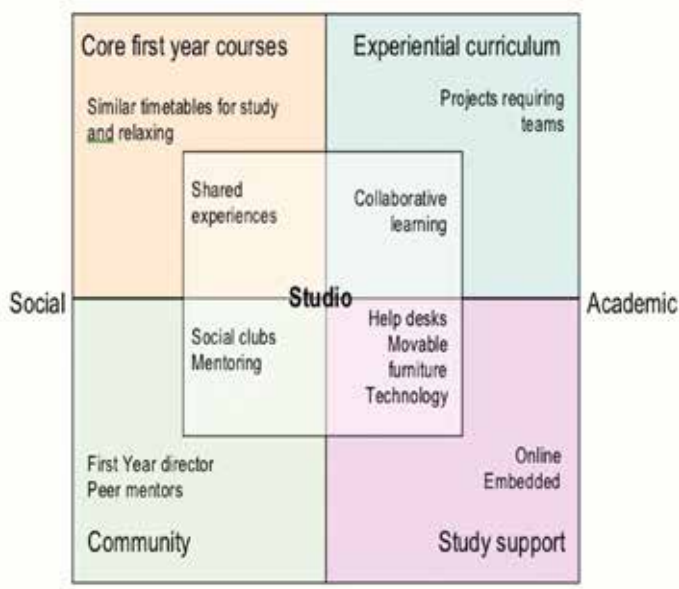 Core first year courses
Experiential curriculum
Similar timetables for study
and relaxing
Projects requiring
teams
Shared
experiences
Collaborative
learning
Social
Studio
Academic
Social clubs
Mentoring
Help desks
Movable
furniture
Technology
First Year director
Peer mentors
Online
Embedded
Community
Study support